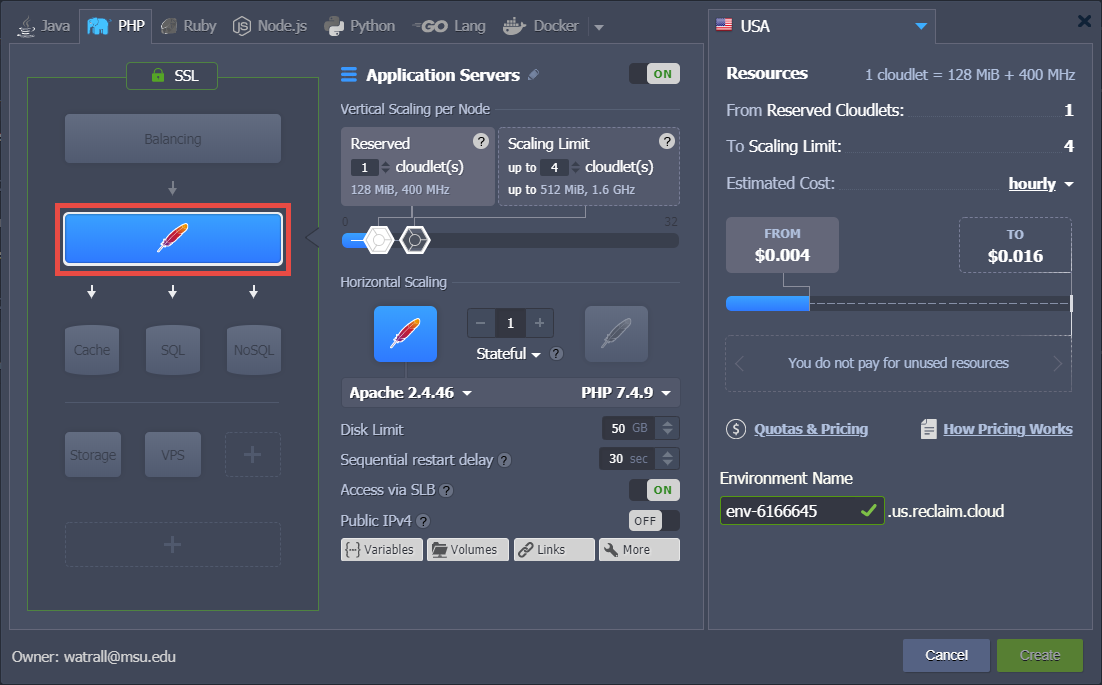 Java PHP Ruby Node.js Python GO Lang Docker
USA
SSL
Balancing
Cache SQL NoSQL
Storage VPS
Application Servers
ON
Vertical Scaling per Node
Reserved ?
1 cloudlet(s)
128 MiB, 400 MHz
Scaling Limit ?
up to 4 cloudlet(s)
up to 512 MiB, 1.6 GHz
0 32
Horizontal Scaling
1
Stateful ?
Apache 2.4.46 PHP 7.4.9
Disk Limit 50 GB
Sequential restart delay ? 30 sec
Access via SLB ? ON
Public IPv4 ? OFF
Variables Volumes Links More
Resources 1 cloudlet = 128 MiB + 400 MHz
From Reserved Cloudlets: 1
To Scaling Limit: 4
Estimated Cost: hourly
FROM
$0.004
TO
$0.016
You do not pay for unused resources
$ Quotas & Pricing How Pricing Works
Environment Name
env-6166645 .us.reclaim.cloud
Owner: watrall@msu.edu
Cancel Create